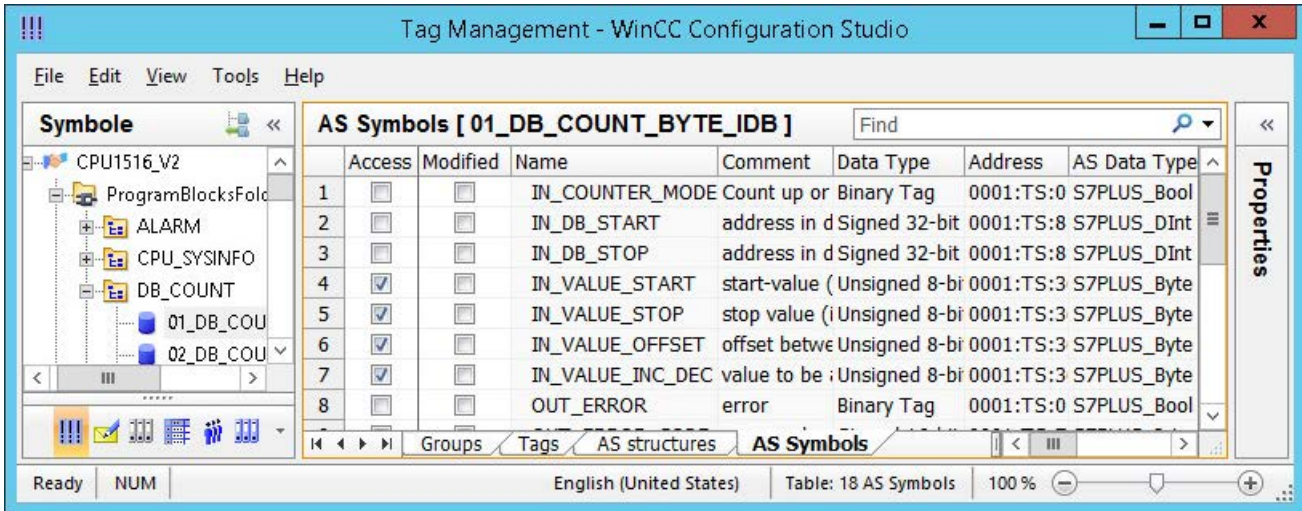 Tag Management - WinCC Configuration Studio
File Edit View Tools Help
Symbole
AS Symbols [ 01_DB_COUNT_BYTE_IDB ]
Find
CPU1516_V2
ProgramBlocksFold
ALARM
CPU_SYSINFO
DB_COUNT
01_DB_COU
02_DB_COU
Access Modified Name Comment Data Type Address AS Data Type
1 IN_COUNTER_MODE Count up or Binary Tag 0001:TS:0 S7PLUS_Bool
2 IN_DB_START address in d Signed 32-bit 0001:TS:8 S7PLUS_DInt
3 IN_DB_STOP address in d Signed 32-bit 0001:TS:8 S7PLUS_DInt
4 IN_VALUE_START start-value ( Unsigned 8-bi 0001:TS:3 S7PLUS_Byte
5 IN_VALUE_STOP stop value (i Unsigned 8-bi 0001:TS:3 S7PLUS_Byte
6 IN_VALUE_OFFSET offset betwe Unsigned 8-bi 0001:TS:3 S7PLUS_Byte
7 IN_VALUE_INC_DEC value to be Unsigned 8-bi 0001:TS:3 S7PLUS_Byte
8 OUT_ERROR error Binary Tag 0001:TS:0 S7PLUS_Bool
Properties
Groups Tags AS structures AS Symbols
Ready NUM English (United States) Table: 18 AS Symbols 100 %